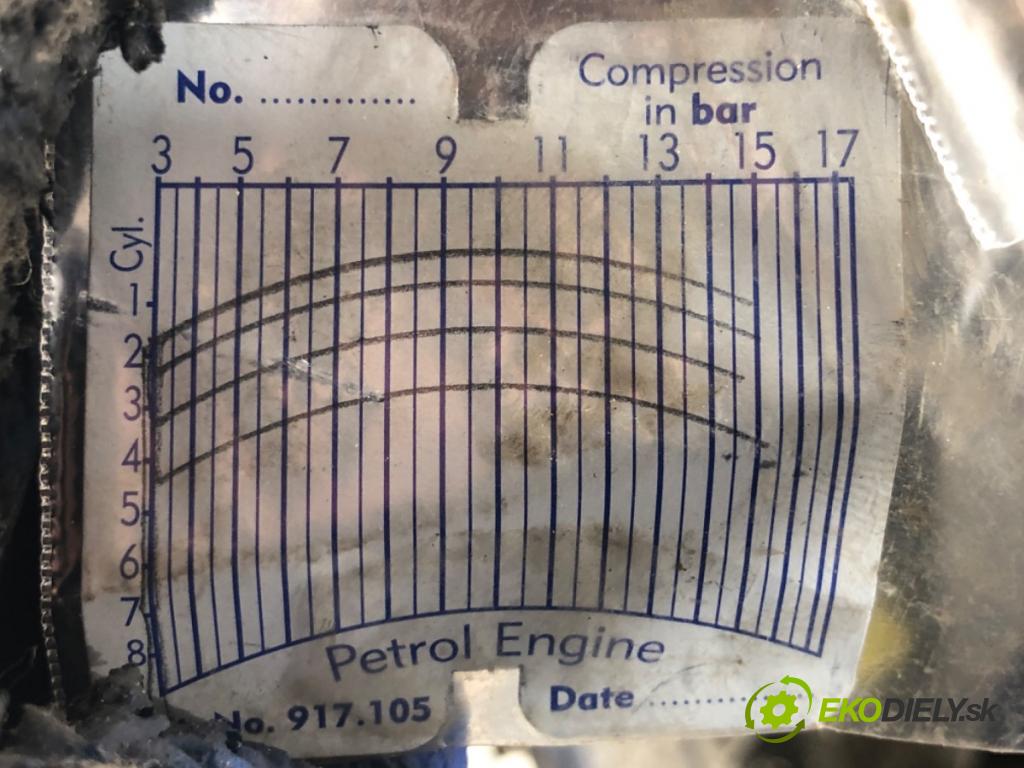 No. .............
Compression
in bar
3 5 7 9 11 13 15 17
Cyl.
1
2
3
4
5
6
7
8
Petrol Engine
No. 917.105
Date ..............
EKODIELY.sk